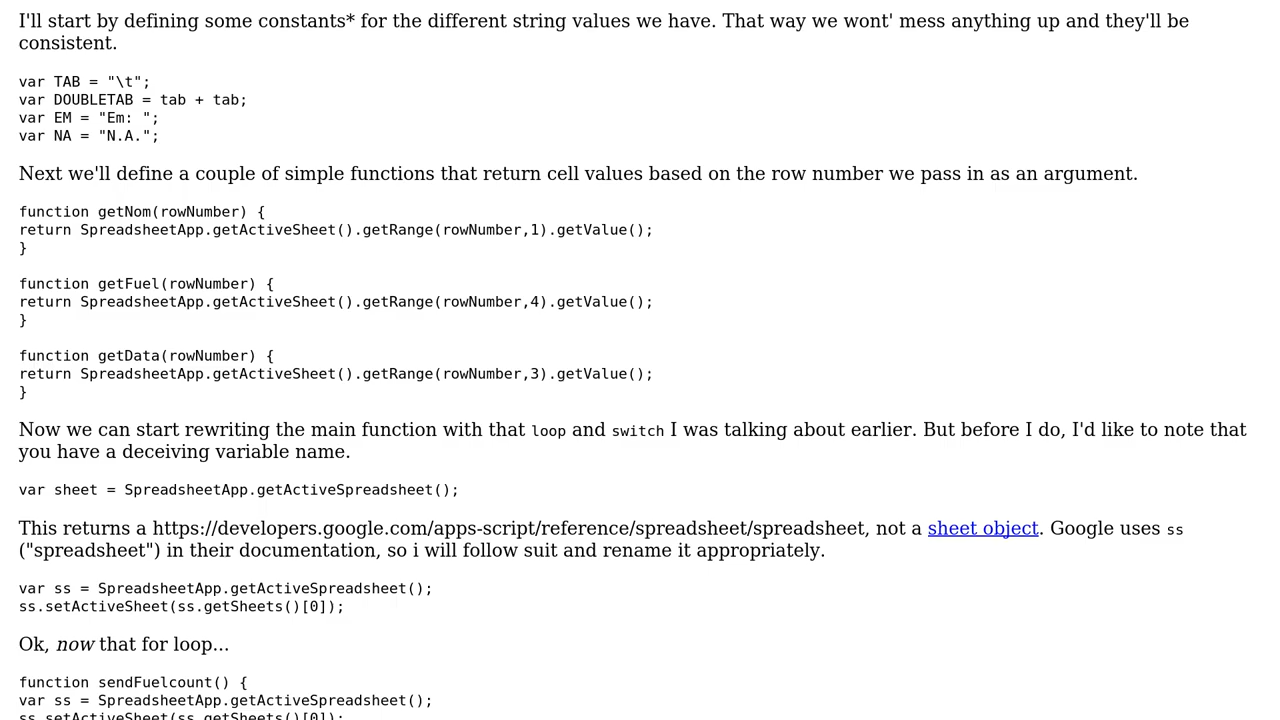 I'll start by defining some constants* for the different string values we have. That way we wont' mess anything up and they'll be
consistent.
var TAB = "\t";
var DOUBLETAB = tab + tab;
var EM = "Em: ";
var NA = "N.A.";
Next we'll define a couple of simple functions that return cell values based on the row number we pass in as an argument.
function getNom(rowNumber) {
return SpreadsheetApp.getActiveSheet().getRange(rowNumber,1).getValue();
}
function getFuel(rowNumber) {
return SpreadsheetApp.getActiveSheet().getRange(rowNumber,4).getValue();
}
function getData(rowNumber) {
return SpreadsheetApp.getActiveSheet().getRange(rowNumber,3).getValue();
}
Now we can start rewriting the main function with that loop and switch I was talking about earlier. But before I do, I'd like to note that
you have a deceiving variable name.
var sheet = SpreadsheetApp.getActiveSpreadsheet();
This returns a https://developers.google.com/apps-script/reference/spreadsheet/spreadsheet, not a sheet object. Google uses ss
("spreadsheet") in their documentation, so i will follow suit and rename it appropriately.
var ss = SpreadsheetApp.getActiveSpreadsheet();
ss.setActiveSheet(ss.getSheets()[0]);
Ok, now that for loop...
function sendFuelcount() {
var ss = SpreadsheetApp.getActiveSpreadsheet();
ss.setActiveSheet(ss.getSheets()[0]);